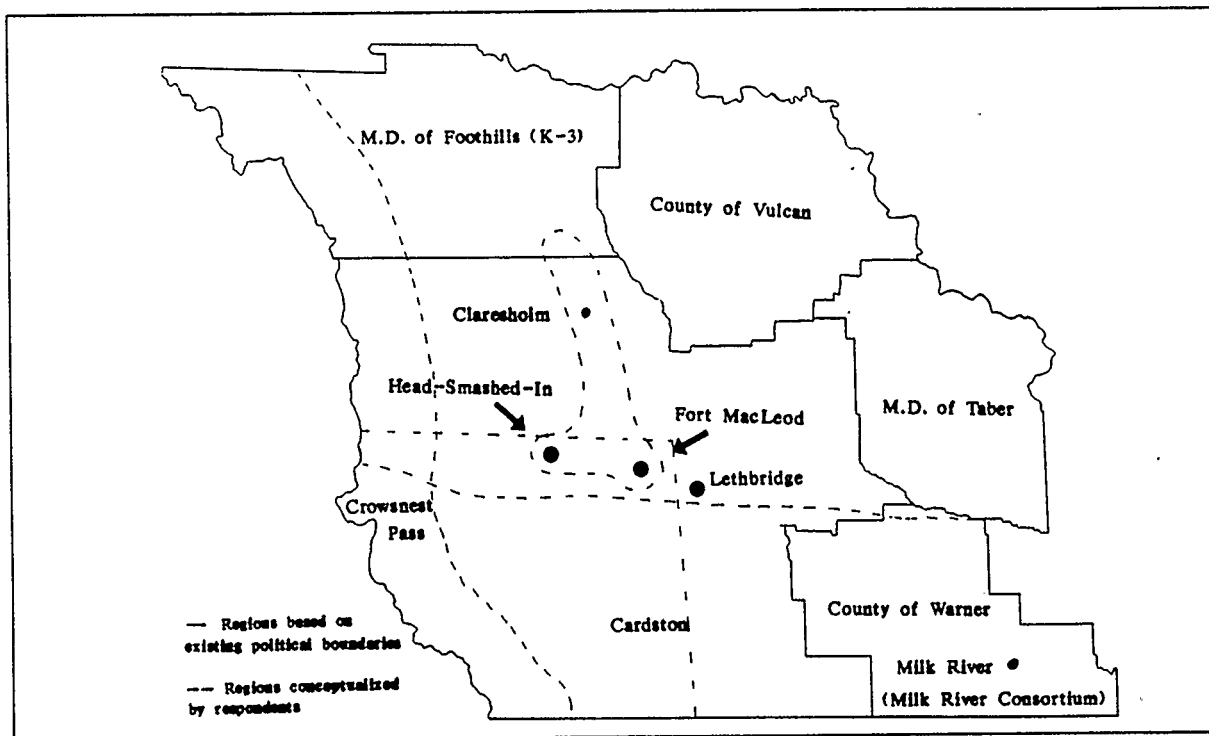 M.D. of Foothills (K-3)
County of Vulcan
Claresholm
Head-Smashed-In
Fort MacLeod
M.D. of Taber
Lethbridge
Crowsnest
Pass
County of Warner
Cardston
Milk River
(Milk River Consortium)
— Regions based on
existing political boundaries
--- Regions conceptualized
by respondents